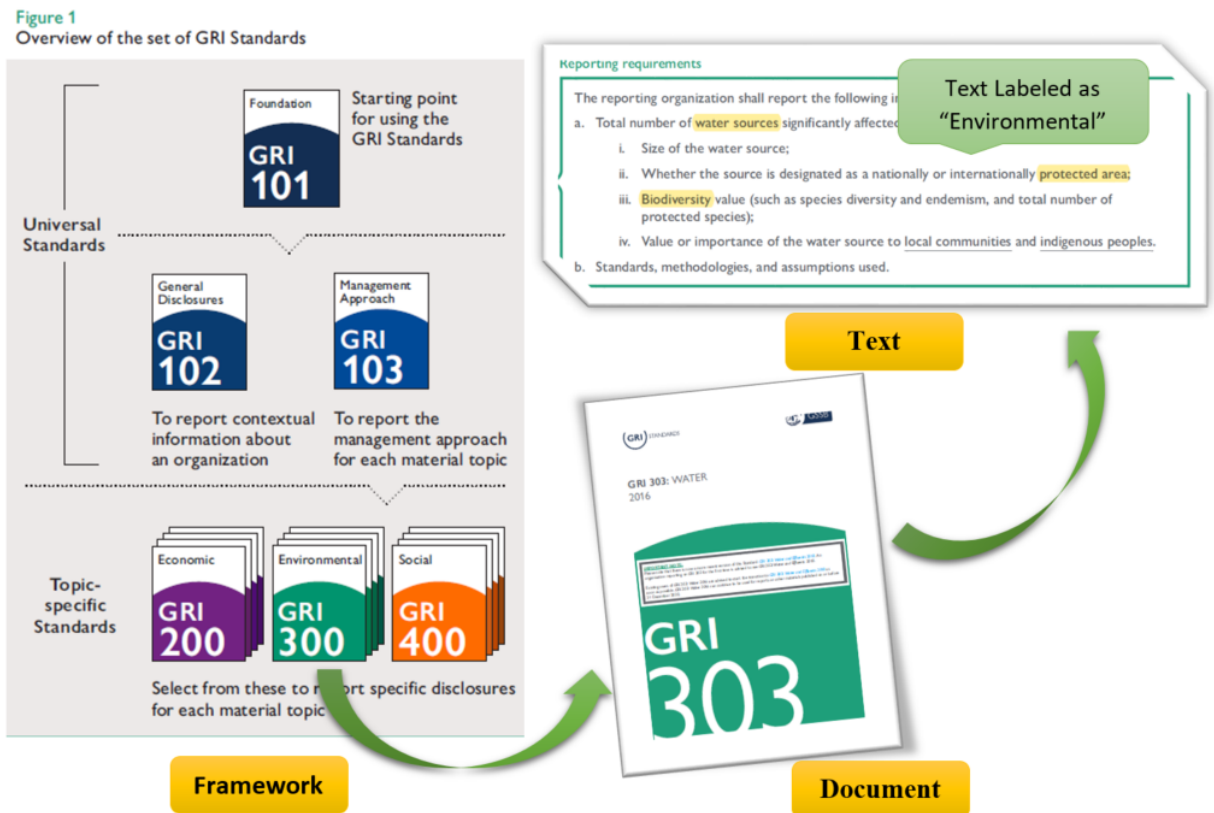 Figure 1
Overview of the set of GRI Standards
Universal
Standards
Foundation
GRI
101
Starting point
for using the
GRI Standards
General
Disclosures
GRI
102
Management
Approach
GRI
103
To report contextual
information about
an organization
To report the
management approach
for each material topic
Topic-
specific
Standards
Economic
GRI
200
Environmental
GRI
300
Social
GRI
400
Select from these to r ort specific disclosures
for each material topic
Framework
Reporting requirements
The reporting organization shall report the following
a. Total number of water sources significantly affected
i. Size of the water source;
ii. Whether the source is designated as a nationally or internationally protected area;
iii. Biodiversity value (such as species diversity and endemism, and total number of
protected species);
iv. Value or importance of the water source to local communities and indigenous peoples.
b. Standards, methodologies, and assumptions used.
Text Labeled as
“Environmental”
Text
GRI STANDARDS
GRI 303: WATER
2016
GRI
303
Document